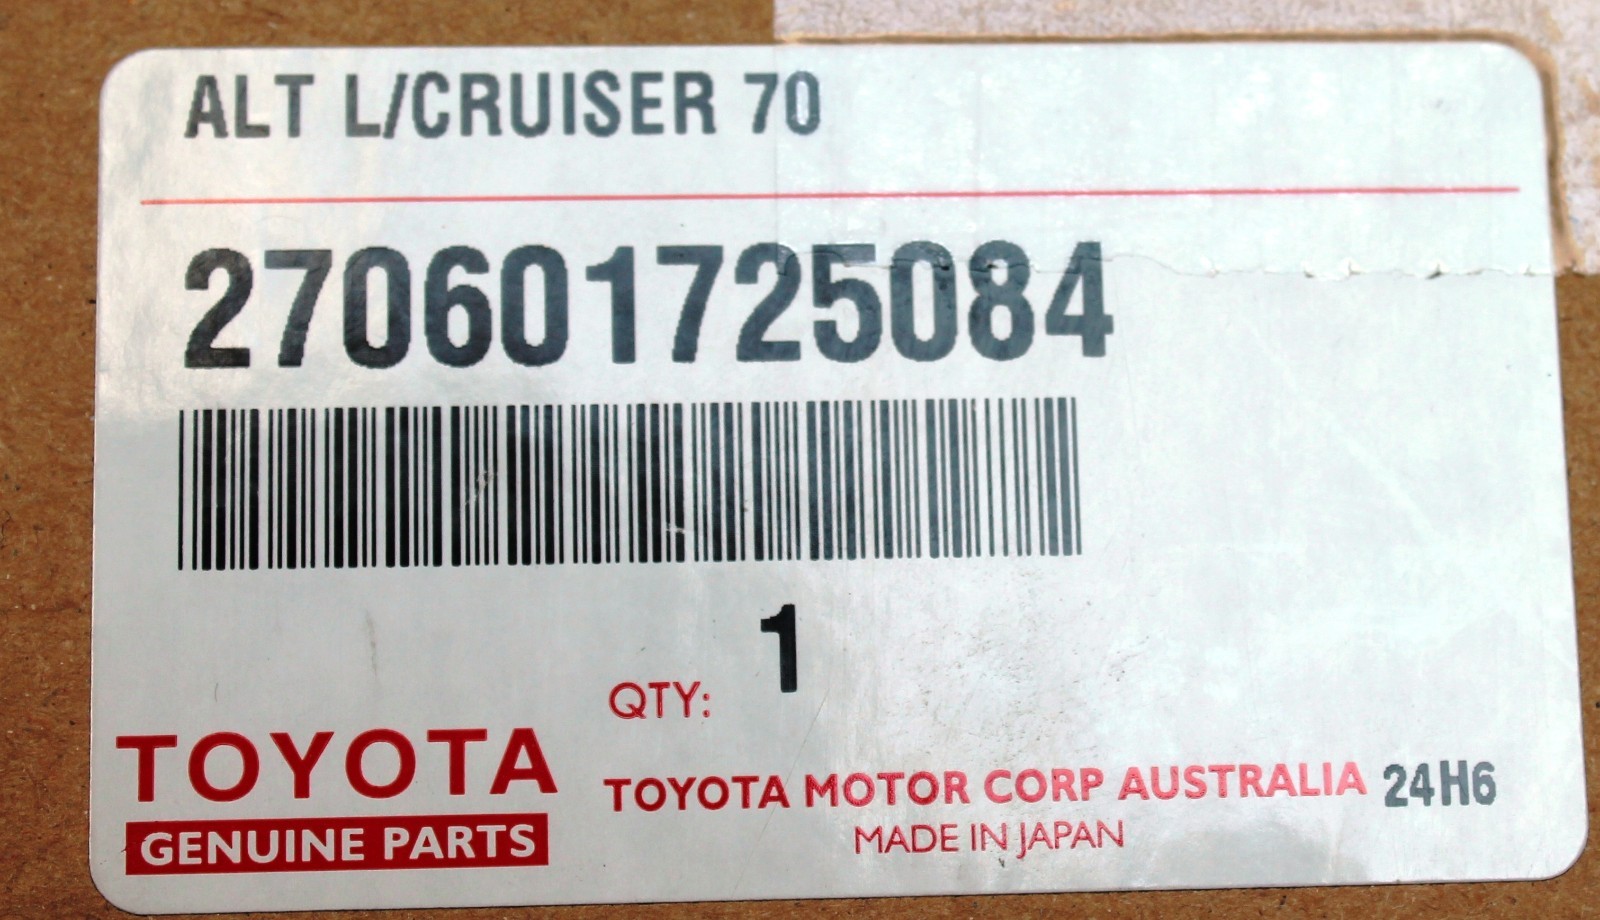 ALT L/CRUISER 70
270601725084
QTY: 1
TOYOTA
GENUINE PARTS
TOYOTA MOTOR CORP AUSTRALIA 24H6
MADE IN JAPAN